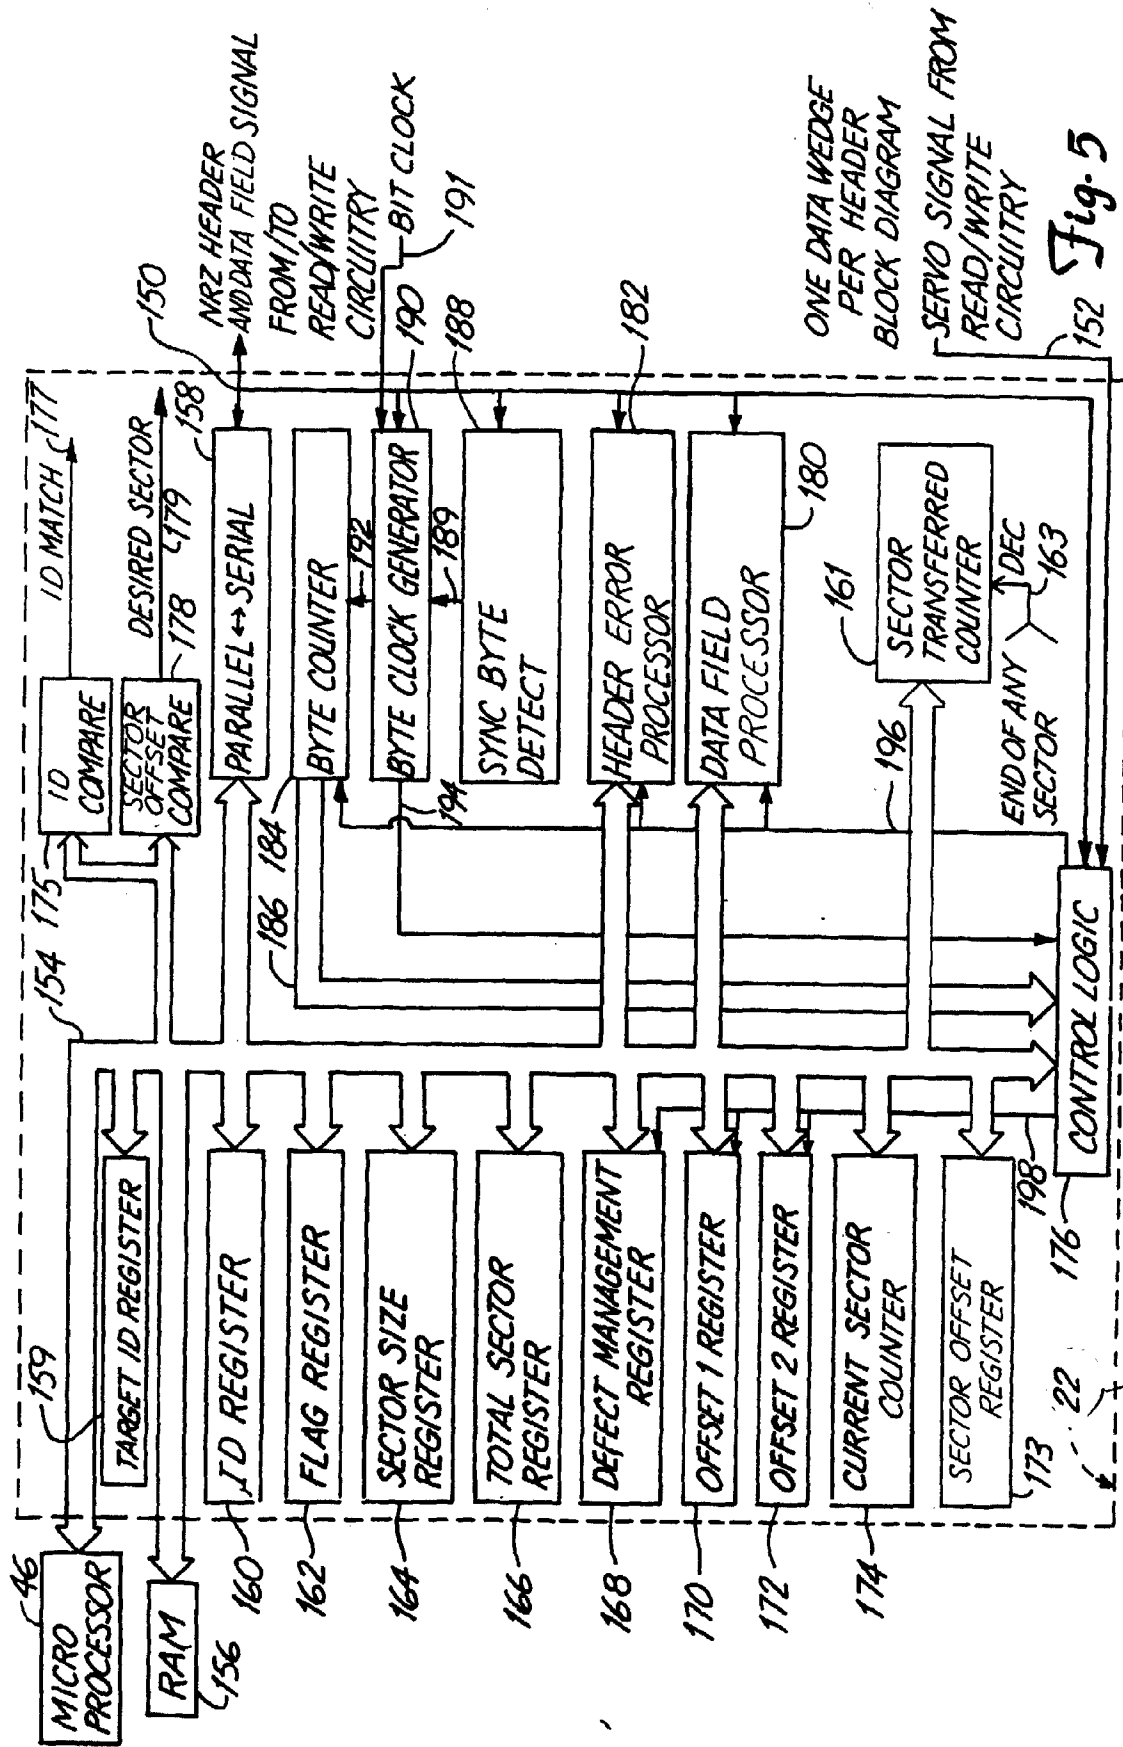 46
MICRO
PROCESSOR
RAM
156
159
154
TARGET ID REGISTER
175
ID
COMPARE
ID MATCH
177
SECTOR
OFFSET
COMPARE
178
DESIRED SECTOR
179
158
150
160
ID REGISTER
PARALLEL↔SERIAL
NRZ HEADER
AND DATA FIELD SIGNAL
FROM/TO
READ/WRITE
CIRCUITRY
162
FLAG REGISTER
184
186
BYTE COUNTER
192
190
BIT CLOCK
191
164
SECTOR SIZE
REGISTER
BYTE CLOCK GENERATOR
194
189
188
166
TOTAL SECTOR
REGISTER
SYNC BYTE
DETECT
168
DEFECT MANAGEMENT
REGISTER
HEADER ERROR
PROCESSOR
182
170
OFFSET 1 REGISTER
DATA FIELD
PROCESSOR
180
172
OFFSET 2 REGISTER
174
CURRENT SECTOR
COUNTER
196
161
SECTOR
TRANSFERRED
COUNTER
DEC
163
END OF ANY
SECTOR
173
SECTOR OFFSET
REGISTER
198
22
176
CONTROL LOGIC
ONE DATA WEDGE
PER HEADER
BLOCK DIAGRAM
SERVO SIGNAL FROM
READ/WRITE
CIRCUITRY
152
Fig. 5